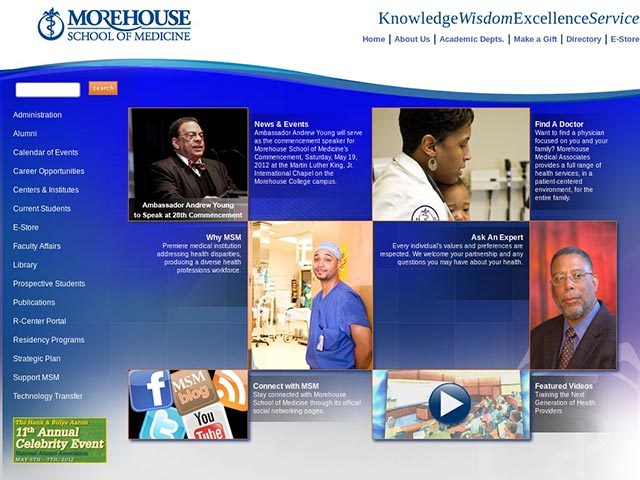 MOREHOUSE
SCHOOL OF MEDICINE
KnowledgeWisdomExcellenceService
Home | About Us | Academic Depts. | Make a Gift | Directory | E-Store
search
Administration
Alumni
Calendar of Events
Career Opportunities
Centers & Institutes
Current Students
E-Store
Faculty Affairs
Library
Prospective Students
Publications
R-Center Portal
Residency Programs
Strategic Plan
Support MSM
Technology Transfer
The Hank & Billye Aaron
11th Annual
Celebrity Event
National Alumni Association
MAY 5TH - 7TH, 2012
Ambassador Andrew Young
to Speak at 28th Commencement
News & Events
Ambassador Andrew Young will serve
as the commencement speaker for
Morehouse School of Medicine's
Commencement, Saturday, May 19,
2012 at the Martin Luther King, Jr.
International Chapel on the
Morehouse College campus.
Find A Doctor
Want to find a physician
focused on you and your
family? Morehouse
Medical Associates
provides a full range of
health services, in a
patient-centered
environment, for the
entire family.
Why MSM
Premiere medical institution
addressing health disparities,
producing a diverse health
professions workforce.
Ask An Expert
Every individual's values and preferences are
respected. We welcome your partnership and any
questions you may have about your health.
MSM
blog
You
Tube
Connect with MSM
Stay connected with Morehouse
School of Medicine through its official
social networking pages.
Featured Videos
Training the Next
Generation of Health
Providers